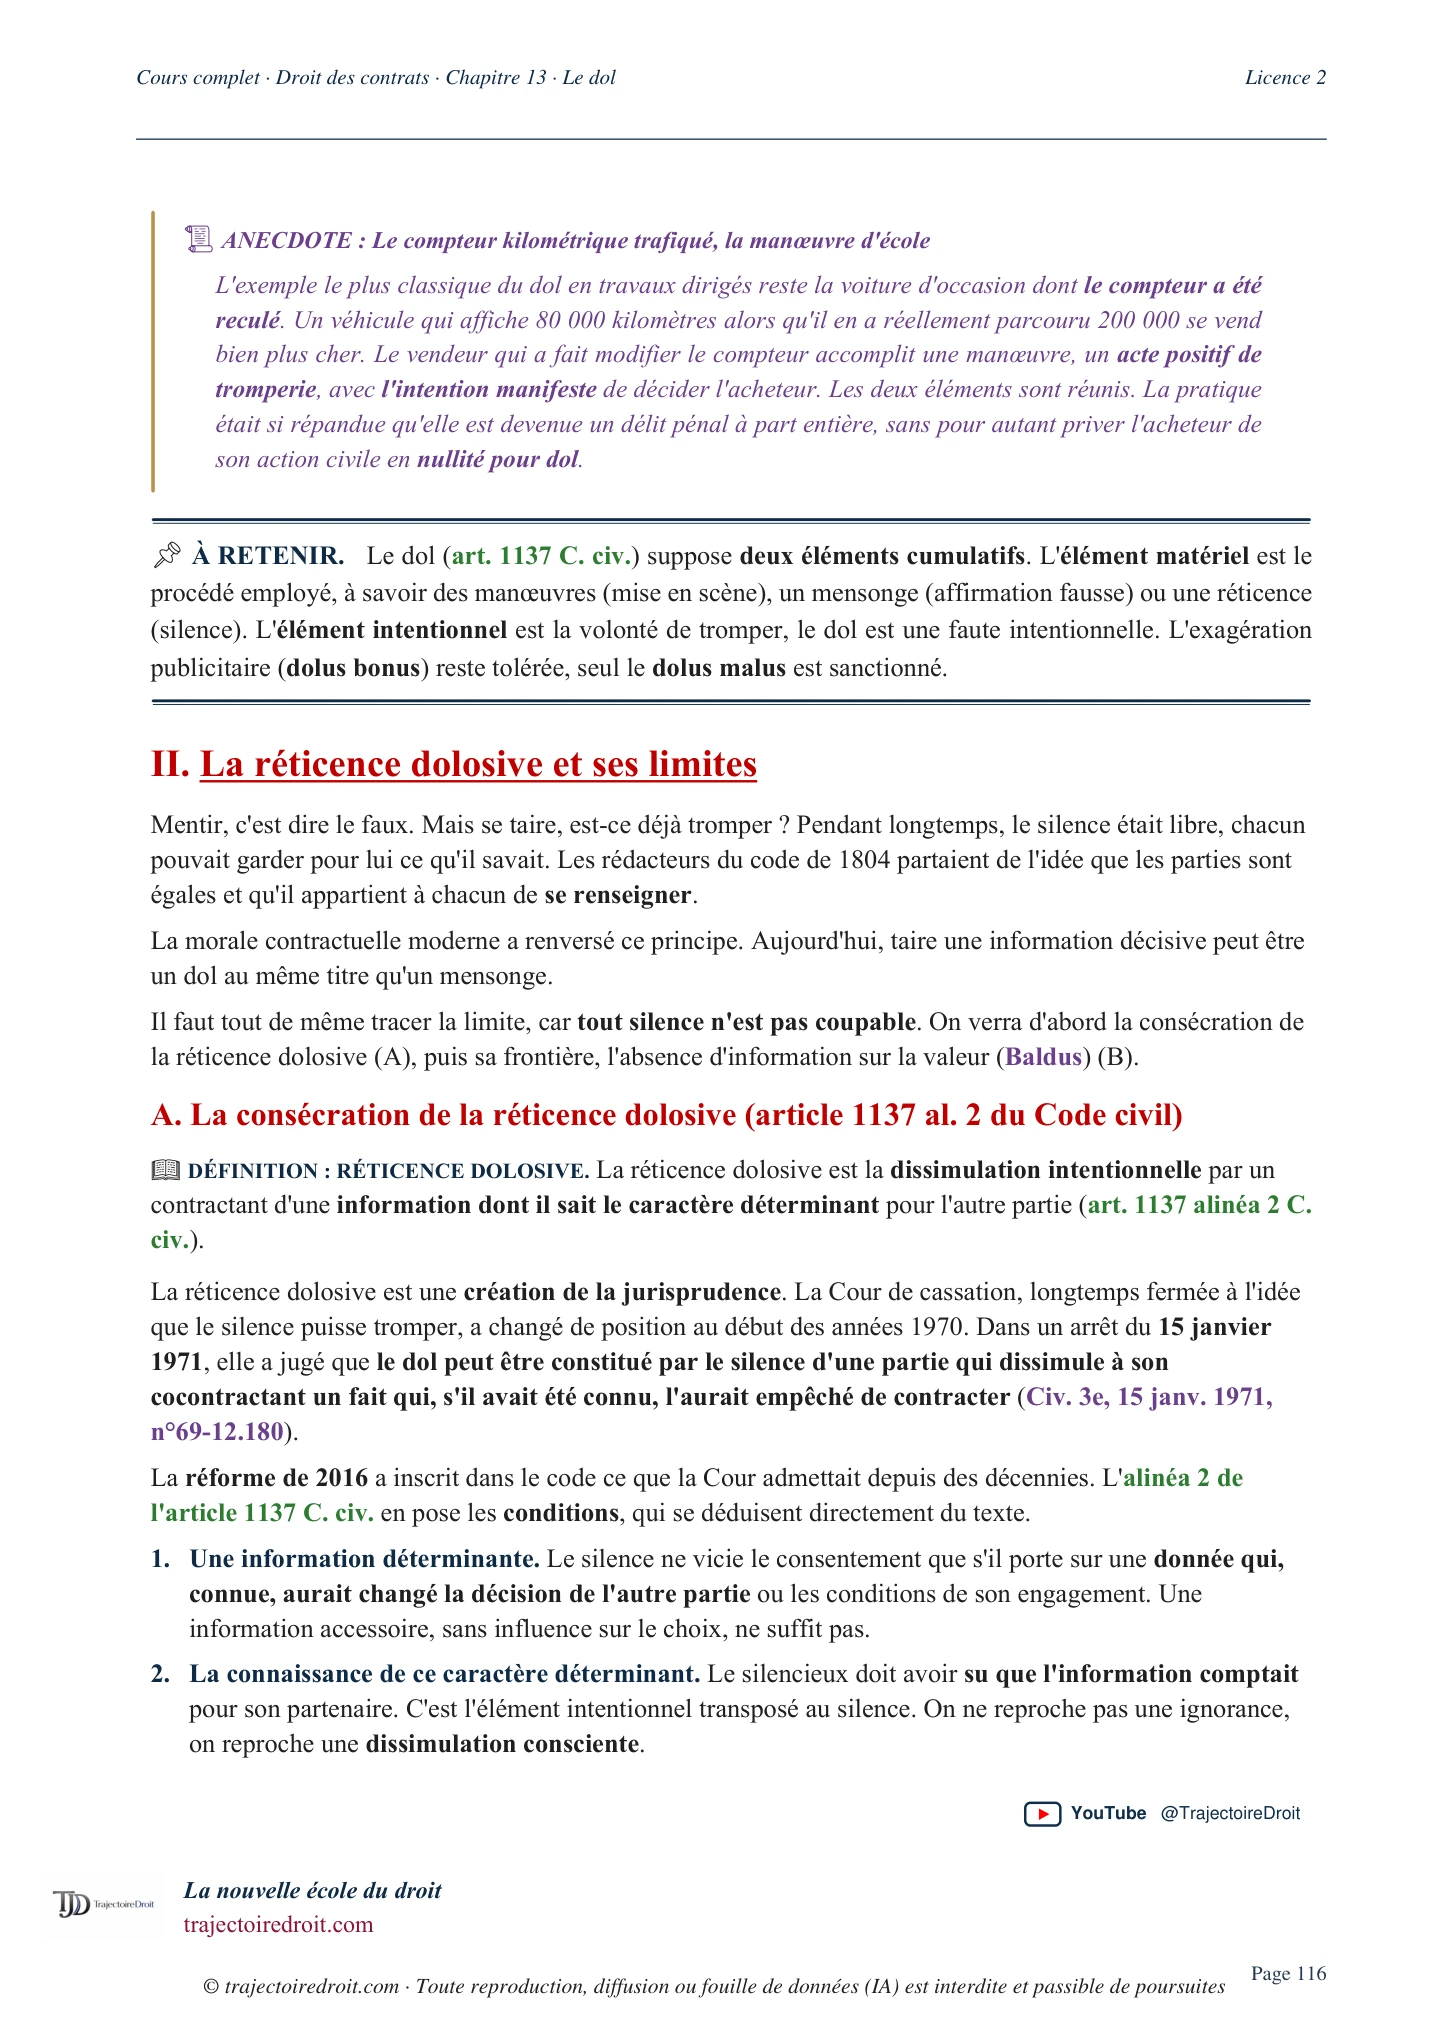 Cours complet · Droit des contrats · Chapitre 13 · Le dol
Licence 2
ANECDOTE : Le compteur kilométrique trafiqué, la manœuvre d'école
L'exemple le plus classique du dol en travaux dirigés reste la voiture d'occasion dont le compteur a été
reculé. Un véhicule qui affiche 80 000 kilomètres alors qu'il en a réellement parcouru 200 000 se vend
bien plus cher. Le vendeur qui a fait modifier le compteur accomplit une manœuvre, un acte positif de
tromperie, avec l'intention manifeste de décider l'acheteur. Les deux éléments sont réunis. La pratique
était si répandue qu'elle est devenue un délit pénal à part entière, sans pour autant priver l'acheteur de
son action civile en nullité pour dol.
À RETENIR. Le dol (art. 1137 C. civ.) suppose deux éléments cumulatifs. L'élément matériel est le
procédé employé, à savoir des manœuvres (mise en scène), un mensonge (affirmation fausse) ou une réticence
(silence). L'élément intentionnel est la volonté de tromper, le dol est une faute intentionnelle. L'exagération
publicitaire (dolus bonus) reste tolérée, seul le dolus malus est sanctionné.
II. La réticence dolosive et ses limites
Mentir, c'est dire le faux. Mais se taire, est-ce déjà tromper ? Pendant longtemps, le silence était libre, chacun
pouvait garder pour lui ce qu'il savait. Les rédacteurs du code de 1804 partaient de l'idée que les parties sont
égales et qu'il appartient à chacun de se renseigner.
La morale contractuelle moderne a renversé ce principe. Aujourd'hui, taire une information décisive peut être
un dol au même titre qu'un mensonge.
Il faut tout de même tracer la limite, car tout silence n'est pas coupable. On verra d'abord la consécration de
la réticence dolosive (A), puis sa frontière, l'absence d'information sur la valeur (Baldus) (B).
A. La consécration de la réticence dolosive (article 1137 al. 2 du Code civil)
DÉFINITION : RÉTICENCE DOLOSIVE. La réticence dolosive est la dissimulation intentionnelle par un
contractant d'une information dont il sait le caractère déterminant pour l'autre partie (art. 1137 alinéa 2 C.
civ.).
La réticence dolosive est une création de la jurisprudence. La Cour de cassation, longtemps fermée à l'idée
que le silence puisse tromper, a changé de position au début des années 1970. Dans un arrêt du 15 janvier
1971, elle a jugé que le dol peut être constitué par le silence d'une partie qui dissimule à son
cocontractant un fait qui, s'il avait été connu, l'aurait empêché de contracter (Civ. 3e, 15 janv. 1971,
n°69-12.180).
La réforme de 2016 a inscrit dans le code ce que la Cour admettait depuis des décennies. L'alinéa 2 de
l'article 1137 C. civ. en pose les conditions, qui se déduisent directement du texte.
1. Une information déterminante. Le silence ne vicie le consentement que s'il porte sur une donnée qui,
connue, aurait changé la décision de l'autre partie ou les conditions de son engagement. Une
information accessoire, sans influence sur le choix, ne suffit pas.
2. La connaissance de ce caractère déterminant. Le silencieux doit avoir su que l'information comptait
pour son partenaire. C'est l'élément intentionnel transposé au silence. On ne reproche pas une ignorance,
on reproche une dissimulation consciente.
YouTube @TrajectoireDroit
TJD TrajectoireDroit
La nouvelle école du droit
trajectoiredroit.com
© trajectoiredroit.com · Toute reproduction, diffusion ou fouille de données (IA) est interdite et passible de poursuites
Page 116